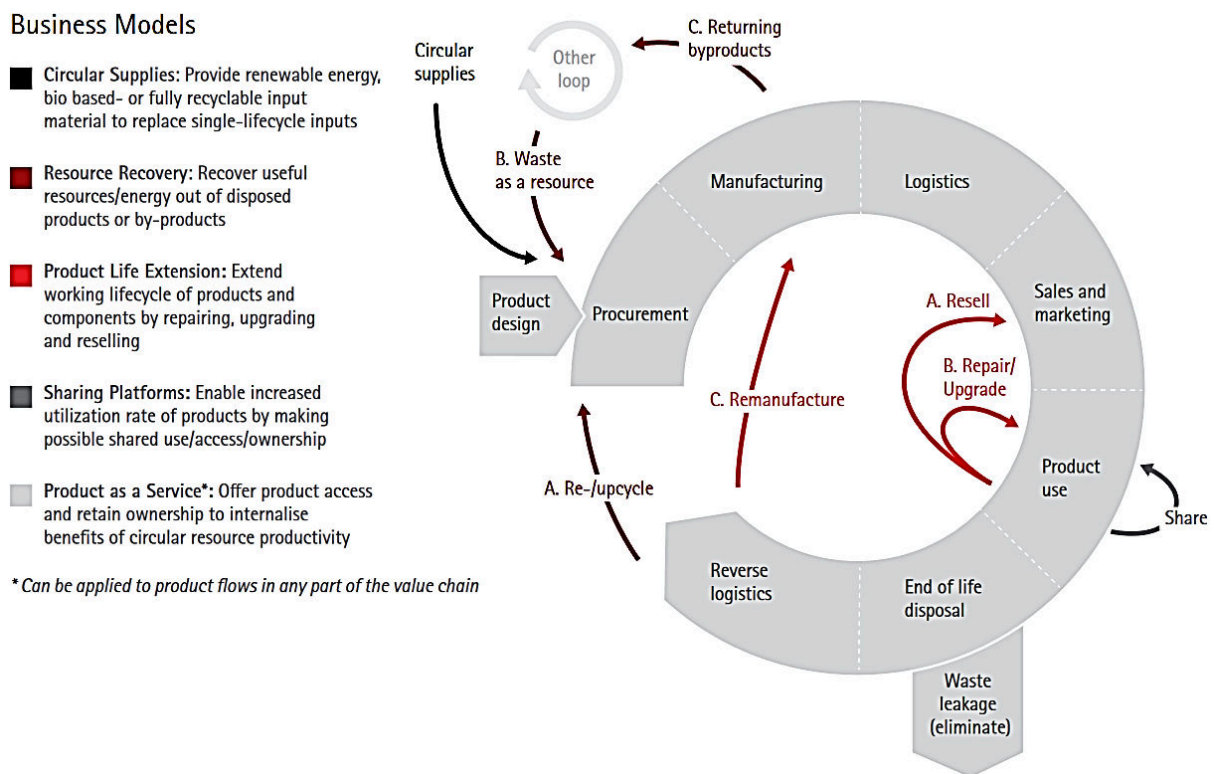 Business Models
Circular Supplies: Provide renewable energy,
bio based- or fully recyclable input
material to replace single-lifecycle inputs
Resource Recovery: Recover useful
resources/energy out of disposed
products or by-products
Product Life Extension: Extend
working lifecycle of products and
components by repairing, upgrading
and reselling
Sharing Platforms: Enable increased
utilization rate of products by making
possible shared use/access/ownership
Product as a Service*: Offer product access
and retain ownership to internalise
benefits of circular resource productivity
* Can be applied to product flows in any part of the value chain
Circular
supplies
Other
loop
C. Returning
byproducts
B. Waste
as a resource
Manufacturing
Logistics
Product
design
Procurement
Sales and
marketing
A. Resell
B. Repair/
Upgrade
C. Remanufacture
A. Re-/upcycle
Product
use
Share
Reverse
logistics
End of life
disposal
Waste
leakage
(eliminate)